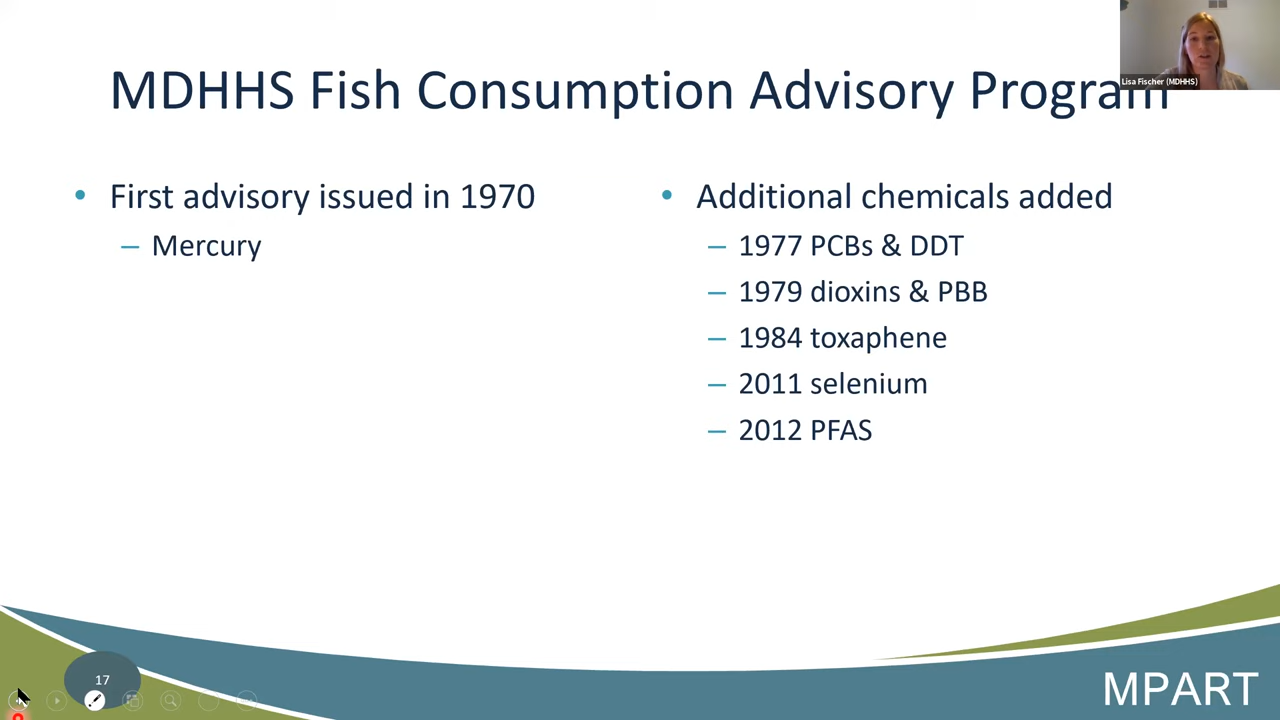 Lisa Fischer (MDHHS)
MDHHS Fish Consumption Advisory Program
• First advisory issued in 1970
– Mercury
• Additional chemicals added
– 1977 PCBs & DDT
– 1979 dioxins & PBB
– 1984 toxaphene
– 2011 selenium
– 2012 PFAS
17
MPART